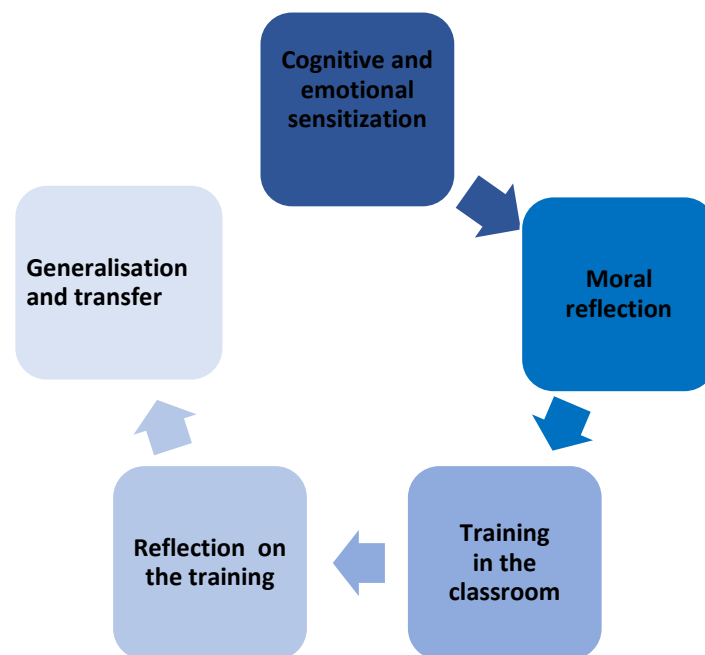 Cognitive and
emotional
sensitization
Moral
reflection
Training
in the
classroom
Reflection  on
the training
Generalisation
and transfer